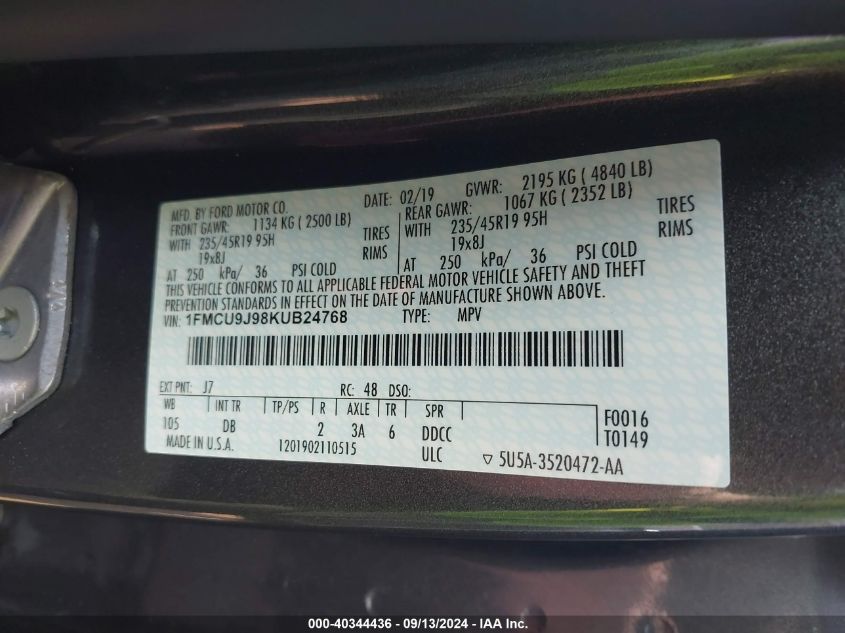 MFD. BY FORD MOTOR CO. DATE: 02/19 GVWR: 2195 KG ( 4840 LB)
FRONT GAWR: 1134 KG ( 2500 LB) REAR GAWR: 1067 KG ( 2352 LB)
WITH 235/45R19 95H TIRES WITH 235/45R19 95H TIRES
19x8J RIMS 19x8J RIMS
AT 250 kPa/ 36 PSI COLD AT 250 kPa/ 36 PSI COLD
THIS VEHICLE CONFORMS TO ALL APPLICABLE FEDERAL MOTOR VEHICLE SAFETY AND THEFT
PREVENTION STANDARDS IN EFFECT ON THE DATE OF MANUFACTURE SHOWN ABOVE.
VIN: 1FMCU9J98KUB24768 TYPE: MPV
EXT PNT: J7 RC: 48 DSO:
WB INT TR TP/PS R AXLE TR SPR F0016
105 DB 2 3A 6 DDCC T0149
MADE IN U.S.A. 1201902110515 ULC ▽ 5U5A-3520472-AA
000-40344436 - 09/13/2024 - IAA Inc.